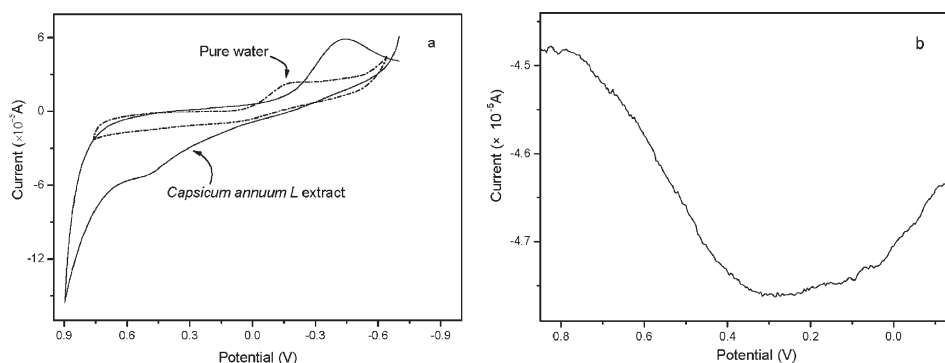 a
Pure water
Capsicum annuum L extract
Current (×10⁻⁵A)
6
0
-3
-6
-12
0.9
0.6
0.3
0.0
-0.3
-0.6
-0.9
Potential (V)
b
Current (× 10⁻⁵A)
-4.5
-4.6
-4.7
0.8
0.6
0.4
0.2
0.0
Potential (V)